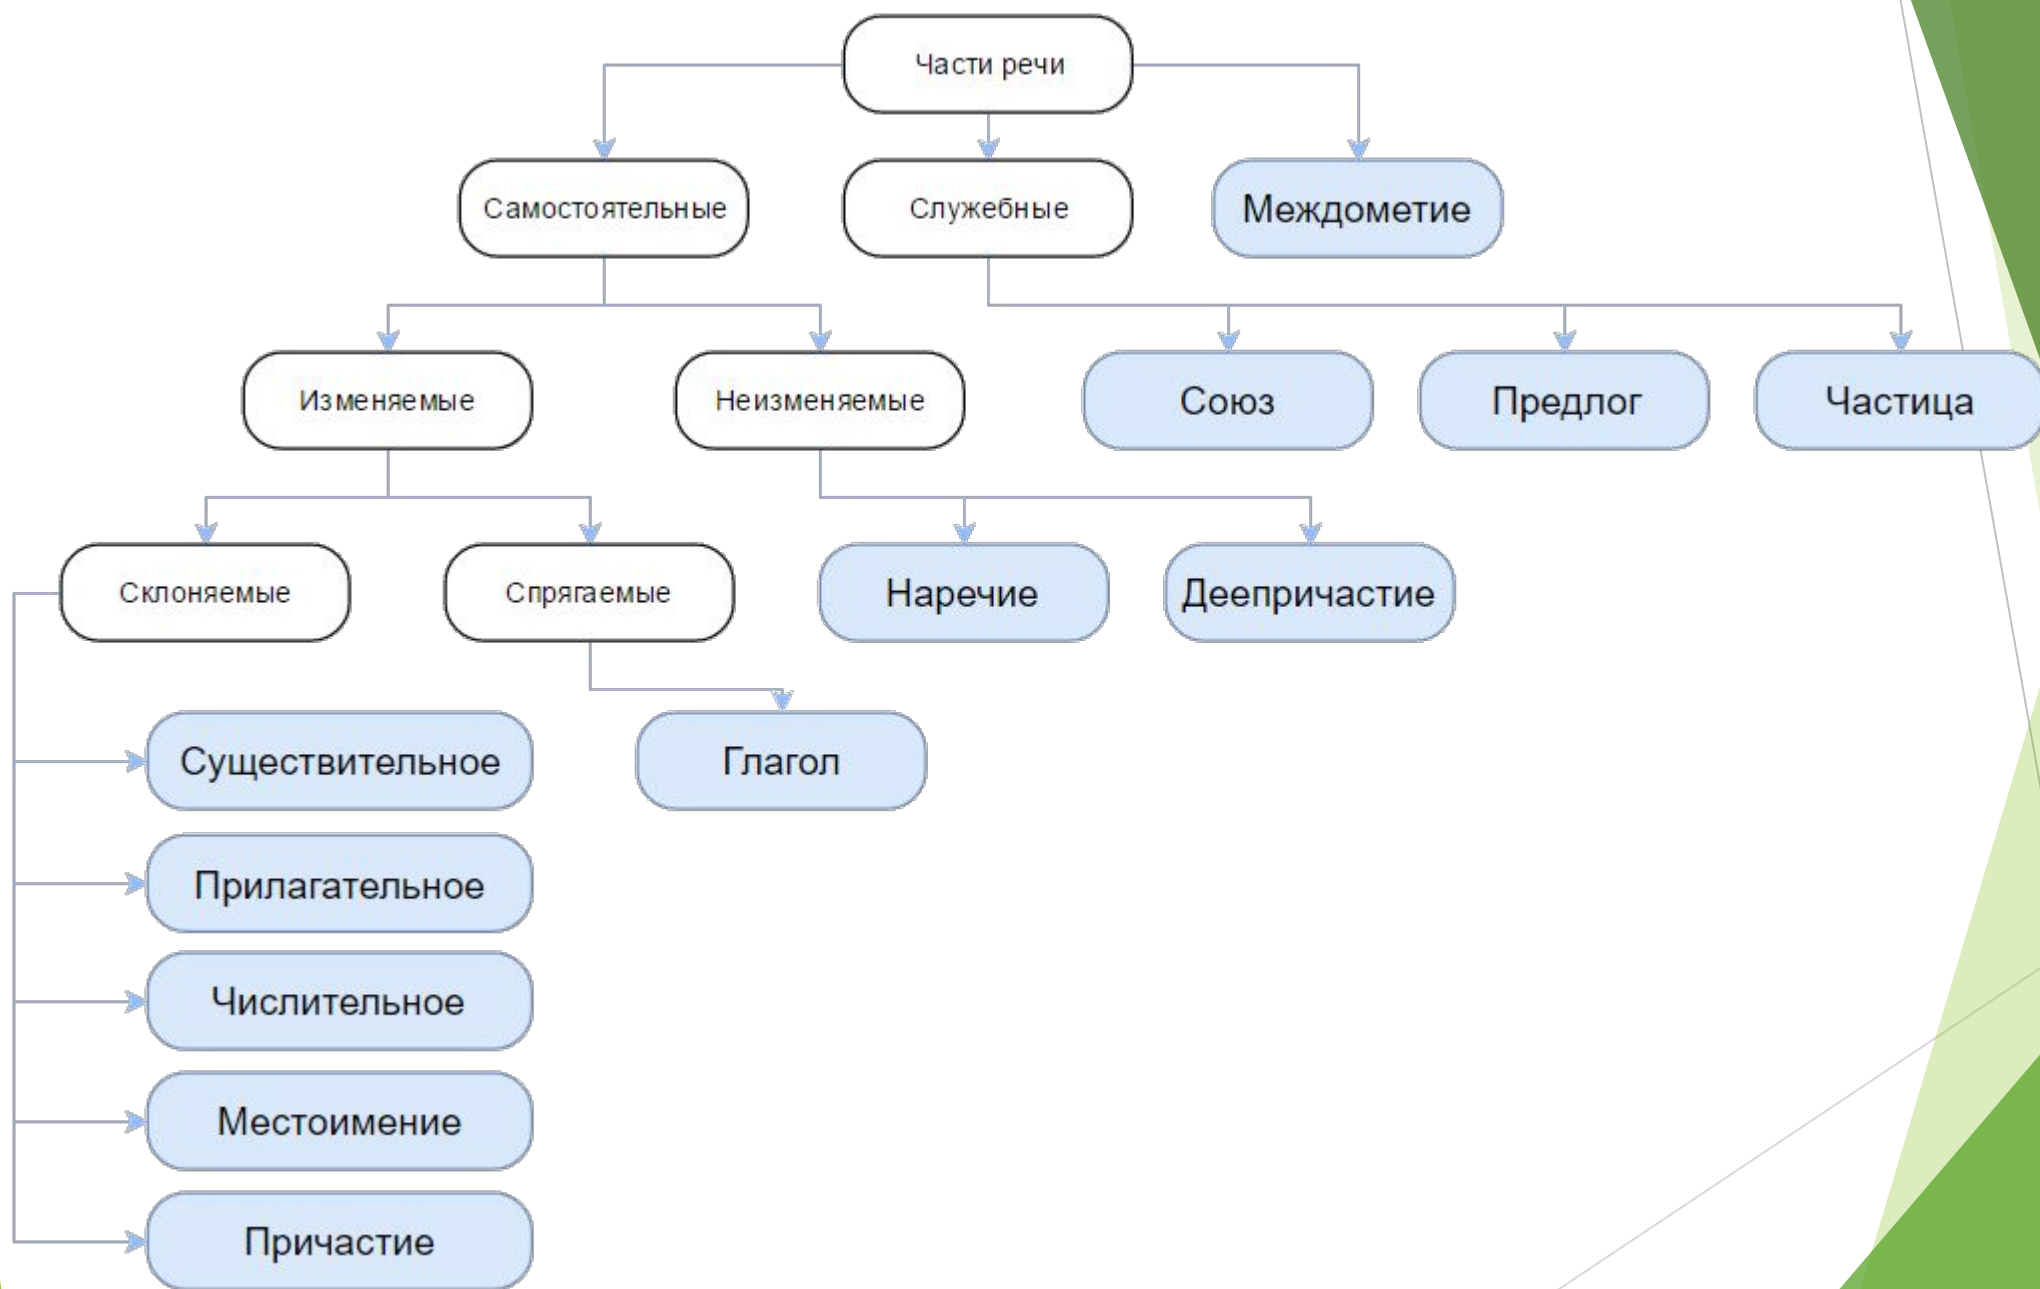 Части речи
Самостоятельные
Служебные
Междометие
Изменяемые
Неизменяемые
Союз
Предлог
Частица
Склоняемые
Спрягаемые
Наречие
Деепричастие
Существительное
Глагол
Прилагательное
Числительное
Местоимение
Причастие